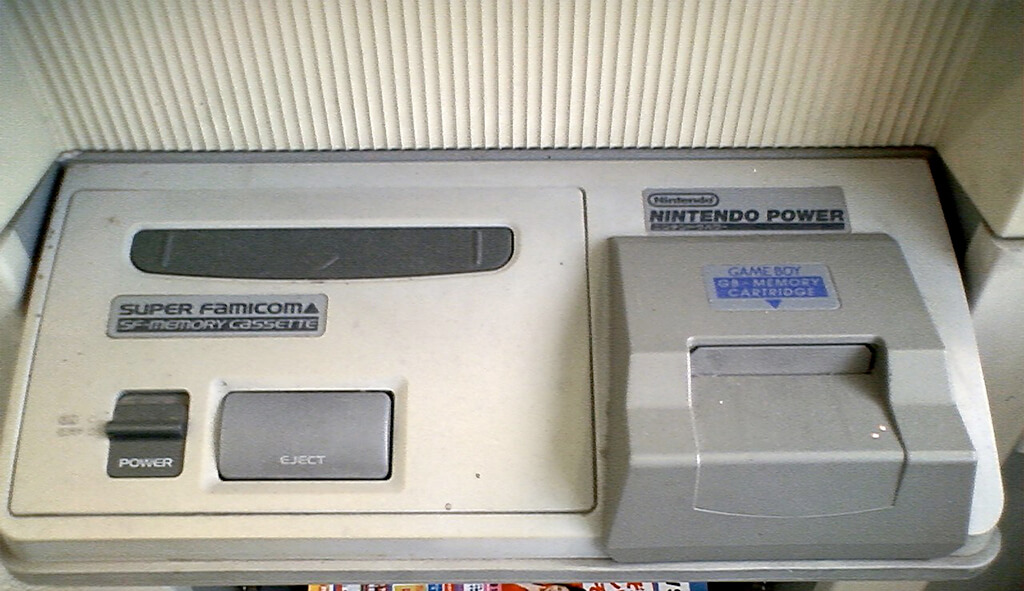 Nintendo
NINTENDO POWER
GAME BOY
GB-MEMORY
CARTRIDGE
SUPER FAMICOM
SF-MEMORY CASSETTE
POWER
EJECT